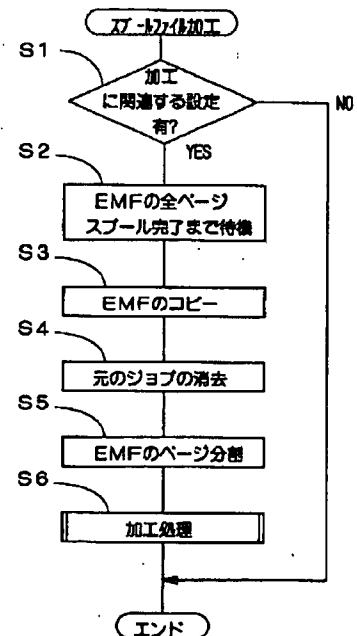 スプールファイル加工
S1
加工
に関連する設定
有?
NO
YES
S2
EMFの全ページ
スプール完了まで待機
S3
EMFのコピー
S4
元のジョブの消去
S5
EMFのページ分割
S6
加工処理
エンド